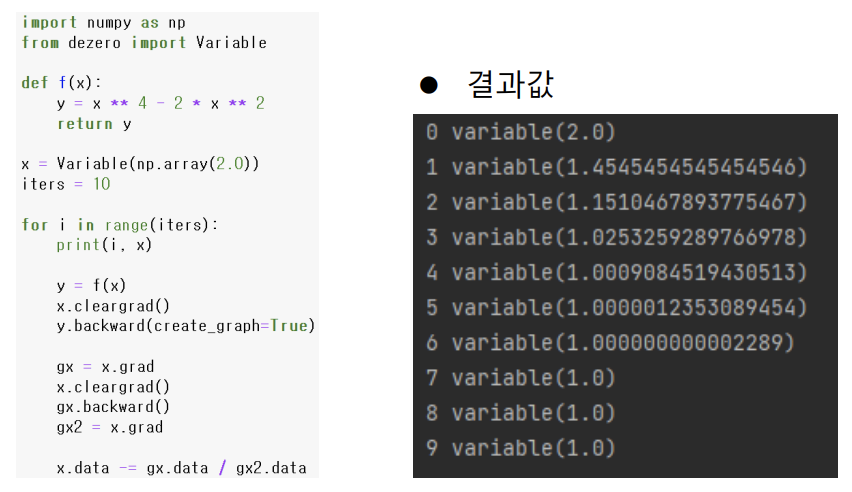 import numpy as np
from dezero import Variable

def f(x):
    y = x ** 4 - 2 * x ** 2
    return y

x = Variable(np.array(2.0))
iters = 10

for i in range(iters):
    print(i, x)

    y = f(x)
    x.cleargrad()
    y.backward(create_graph=True)

    gx = x.grad
    x.cleargrad()
    gx.backward()
    gx2 = x.grad

    x.data -= gx.data / gx2.data
● 결과값
0 variable(2.0)
1 variable(1.4545454545454546)
2 variable(1.1510467893775467)
3 variable(1.0253259289766978)
4 variable(1.0009084519430513)
5 variable(1.0000012353089454)
6 variable(1.000000000002289)
7 variable(1.0)
8 variable(1.0)
9 variable(1.0)